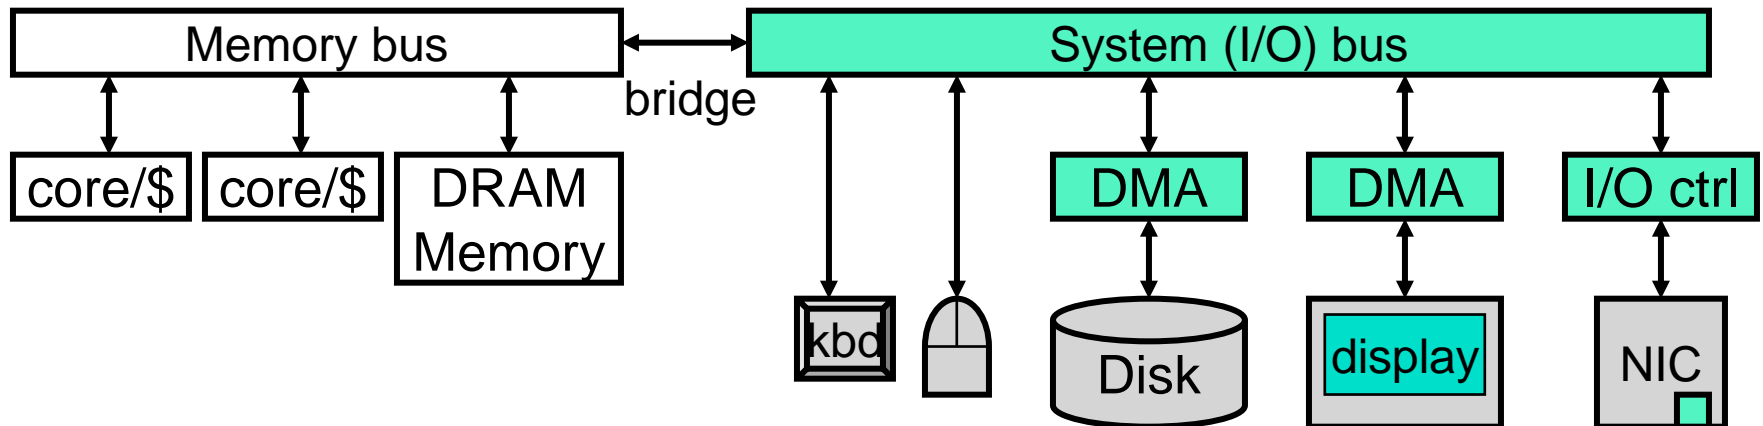 Memory bus
System (I/O) bus
bridge
core/$
core/$
DRAM
Memory
DMA
DMA
I/O ctrl
kbd
Disk
display
NIC